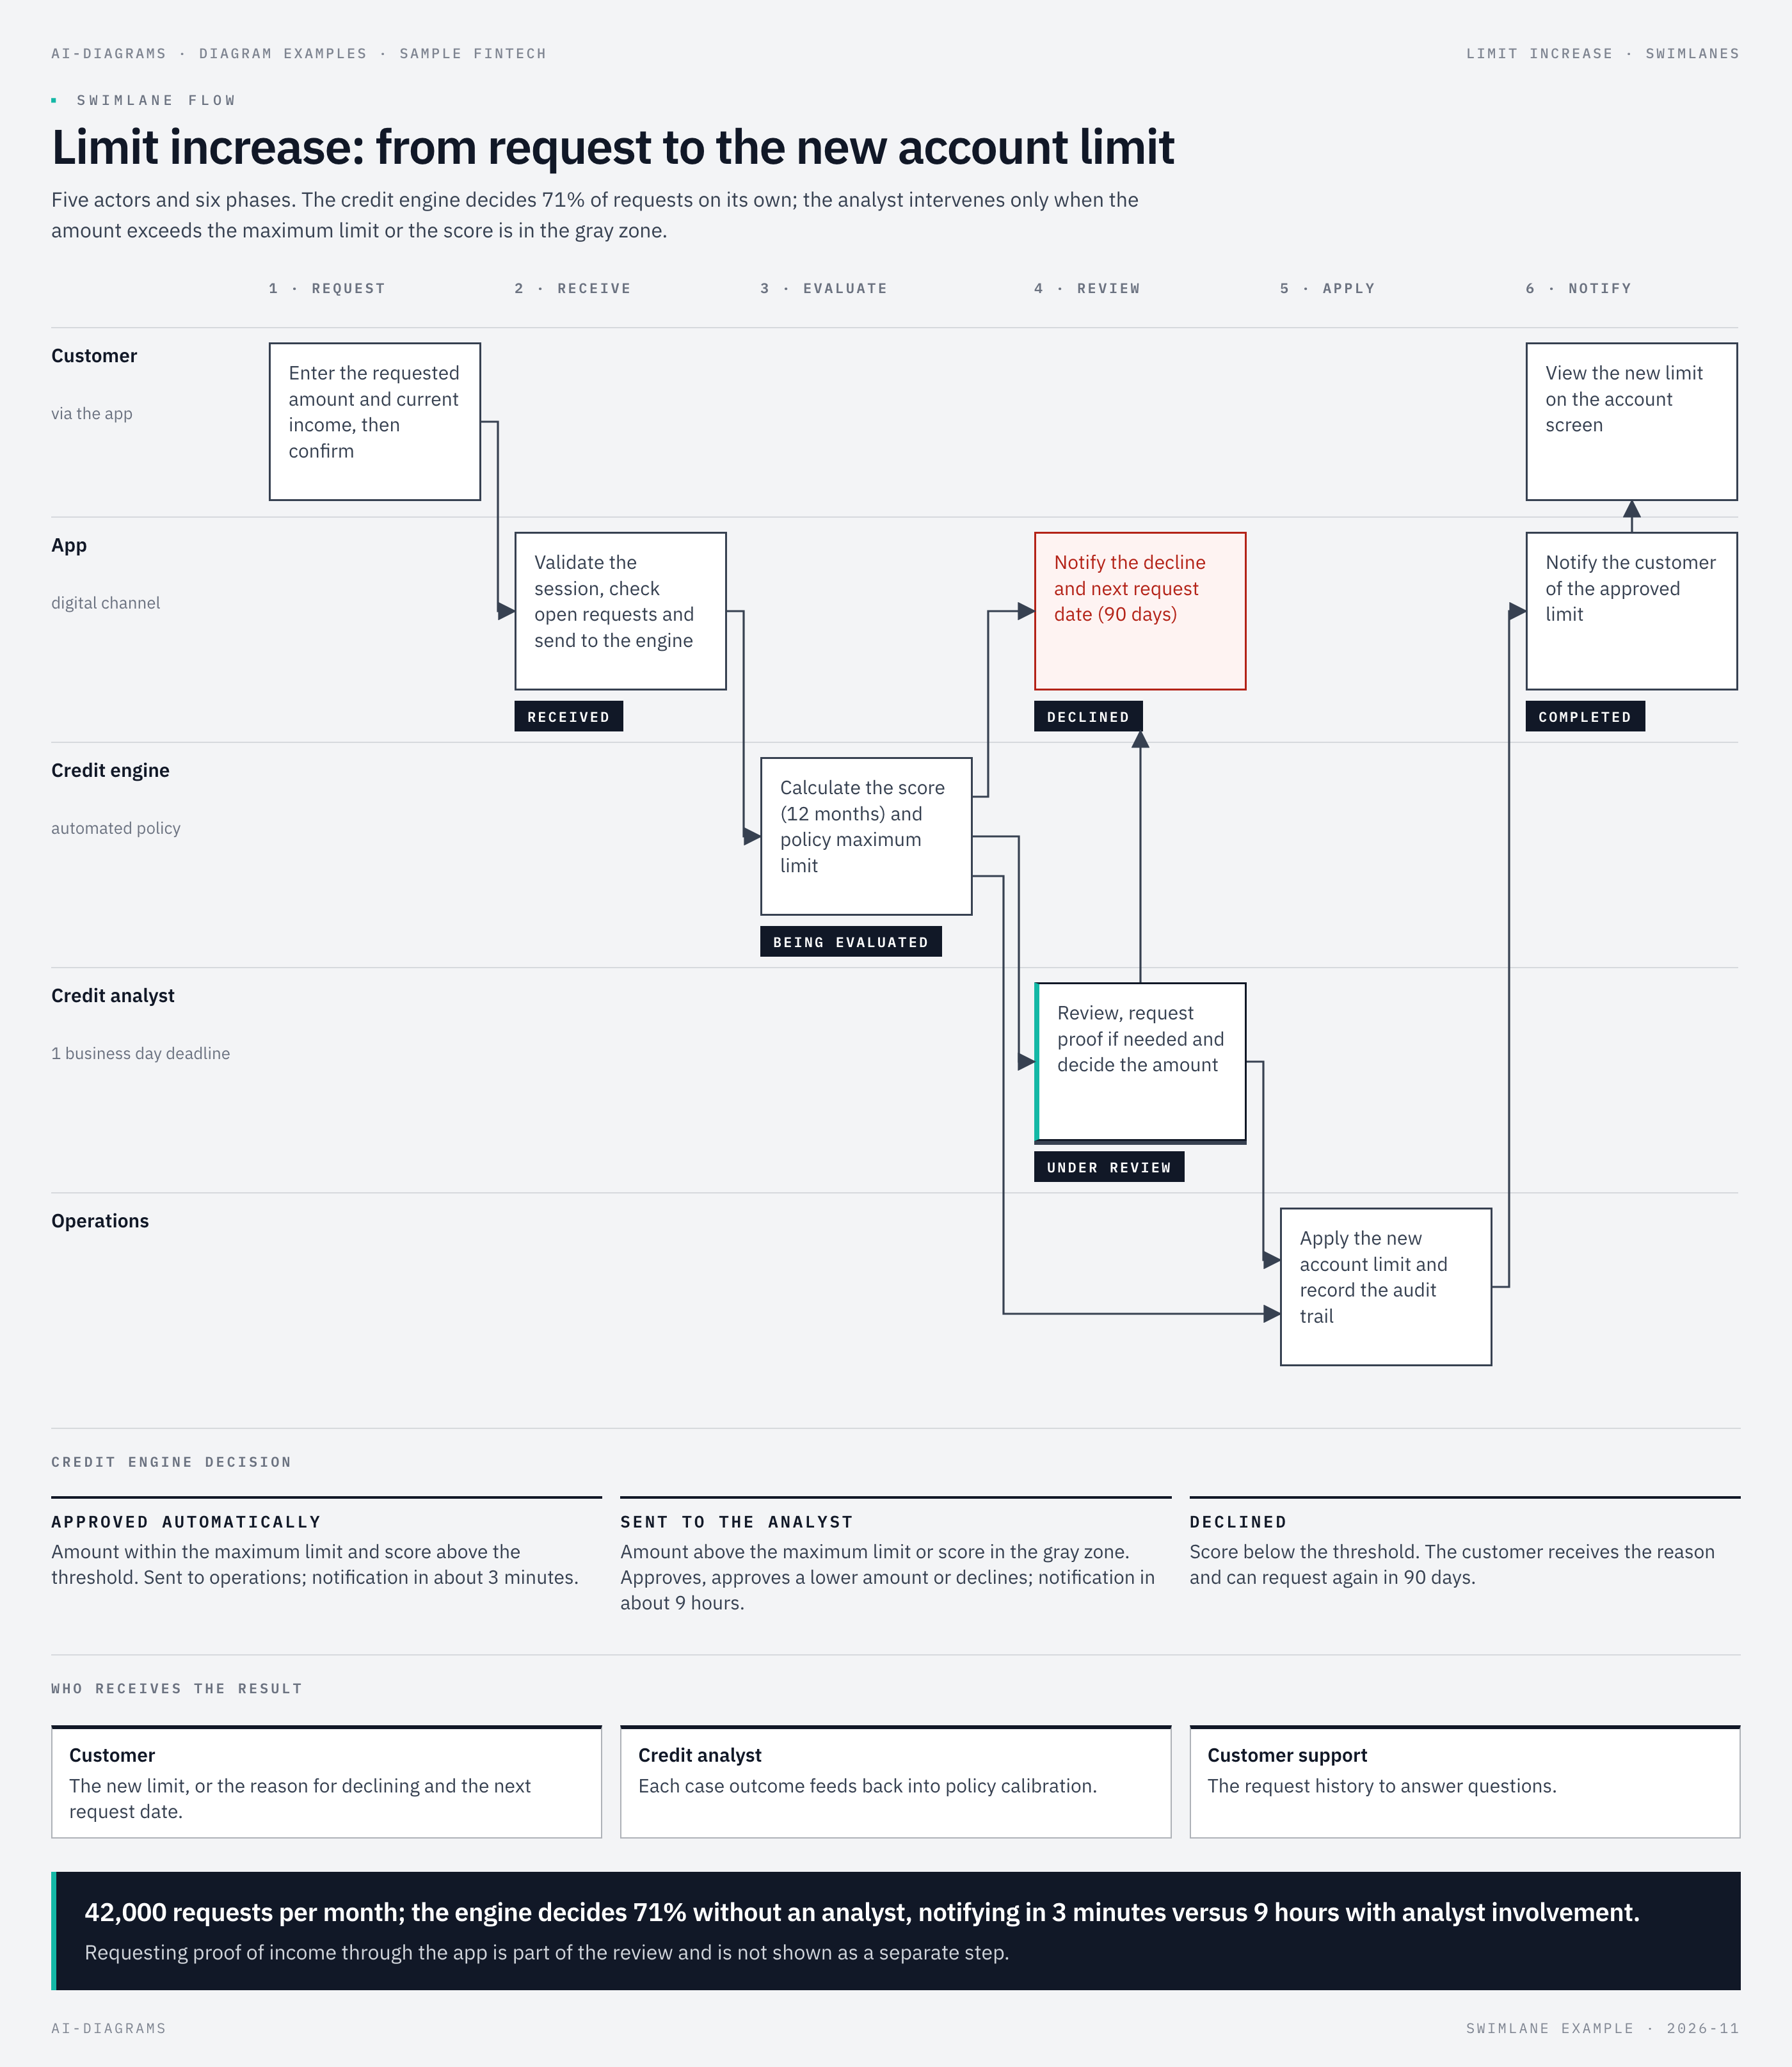 AI-DIAGRAMS · DIAGRAM EXAMPLES · SAMPLE FINTECH
LIMIT INCREASE · SWIMLANES
SWIMLANE FLOW
Limit increase: from request to the new account limit
Five actors and six phases. The credit engine decides 71% of requests on its own; the analyst intervenes only when the
amount exceeds the maximum limit or the score is in the gray zone.
1 · REQUEST
2 · RECEIVE
3 · EVALUATE
4 · REVIEW
5 · APPLY
6 · NOTIFY
Customer
via the app
Enter the requested
amount and current
income, then
confirm
View the new limit
on the account
screen
App
digital channel
Validate the
session, check
open requests and
send to the engine
RECEIVED
Notify the decline
and next request
date (90 days)
DECLINED
Notify the customer
of the approved
limit
COMPLETED
Credit engine
automated policy
Calculate the score
(12 months) and
policy maximum
limit
BEING EVALUATED
Credit analyst
1 business day deadline
Review, request
proof if needed and
decide the amount
UNDER REVIEW
Operations
Apply the new
account limit and
record the audit
trail
CREDIT ENGINE DECISION
APPROVED AUTOMATICALLY
Amount within the maximum limit and score above the
threshold. Sent to operations; notification in about 3 minutes.
SENT TO THE ANALYST
Amount above the maximum limit or score in the gray zone.
Approves, approves a lower amount or declines; notification in
about 9 hours.
DECLINED
Score below the threshold. The customer receives the reason
and can request again in 90 days.
WHO RECEIVES THE RESULT
Customer
The new limit, or the reason for declining and the next
request date.
Credit analyst
Each case outcome feeds back into policy calibration.
Customer support
The request history to answer questions.
42,000 requests per month; the engine decides 71% without an analyst, notifying in 3 minutes versus 9 hours with analyst involvement.
Requesting proof of income through the app is part of the review and is not shown as a separate step.
AI-DIAGRAMS
SWIMLANE EXAMPLE · 2026-11